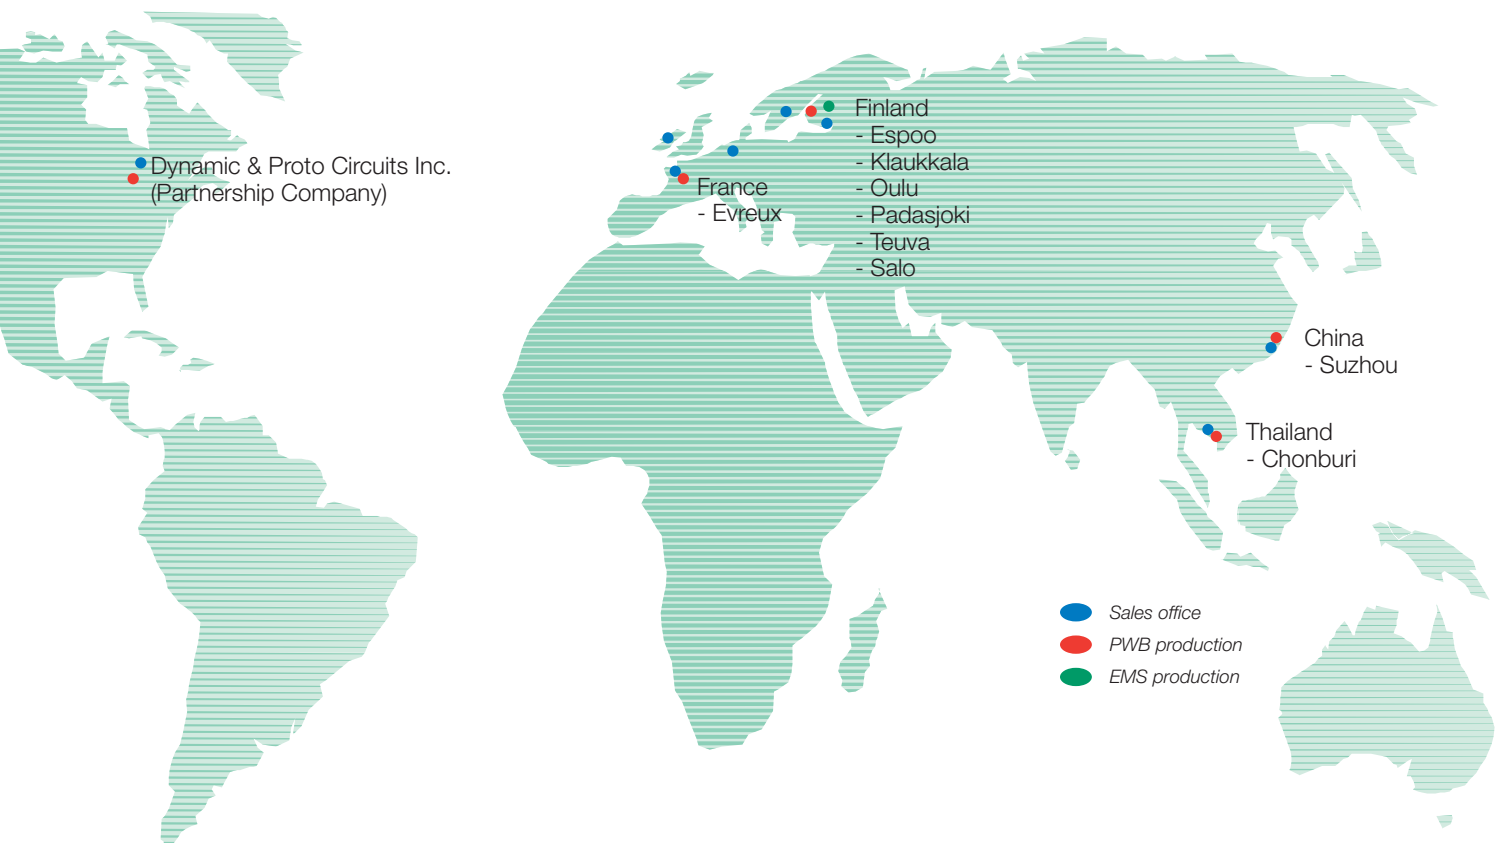 Finland
- Espoo
- Klaukkala
- Oulu
- Padasjoki
- Teuva
- Salo
Dynamic & Proto Circuits Inc.
(Partnership Company)
France
- Evreux
China
- Suzhou
Thailand
- Chonburi
Sales office
PWB production
EMS production